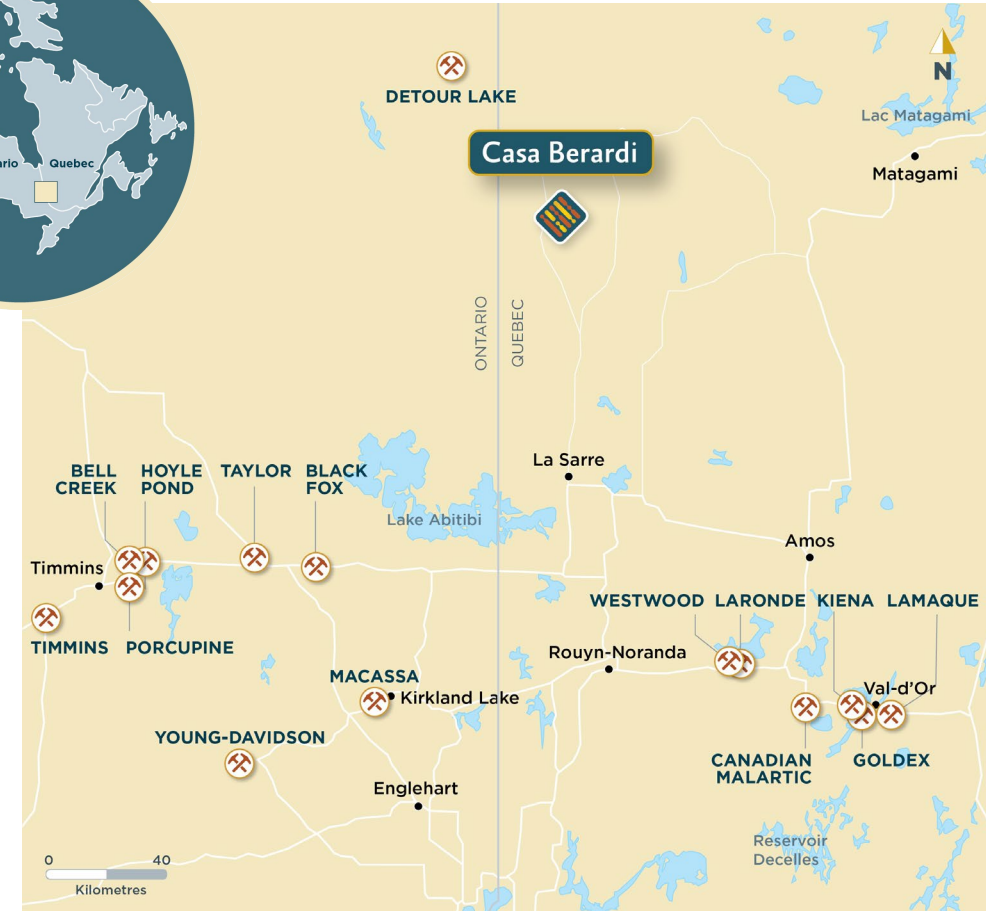 N
DETOUR LAKE
Lac Matagami
Casa Berardi
Matagami
Quebec
ONTARIO
QUEBEC
La Sarre
BELL
CREEK
HOYLE
POND
TAYLOR
BLACK
FOX
Lake Abitibi
Amos
Timmins
WESTWOOD
LARONDE
KIENA
LAMAQUE
TIMMINS
PORCUPINE
Rouyn-Noranda
MACASSA
Kirkland Lake
Val-d'Or
YOUNG-DAVIDSON
CANADIAN
MALARTIC
GOLDEX
Englehart
Reservoir
Decelles
0
40
Kilometres